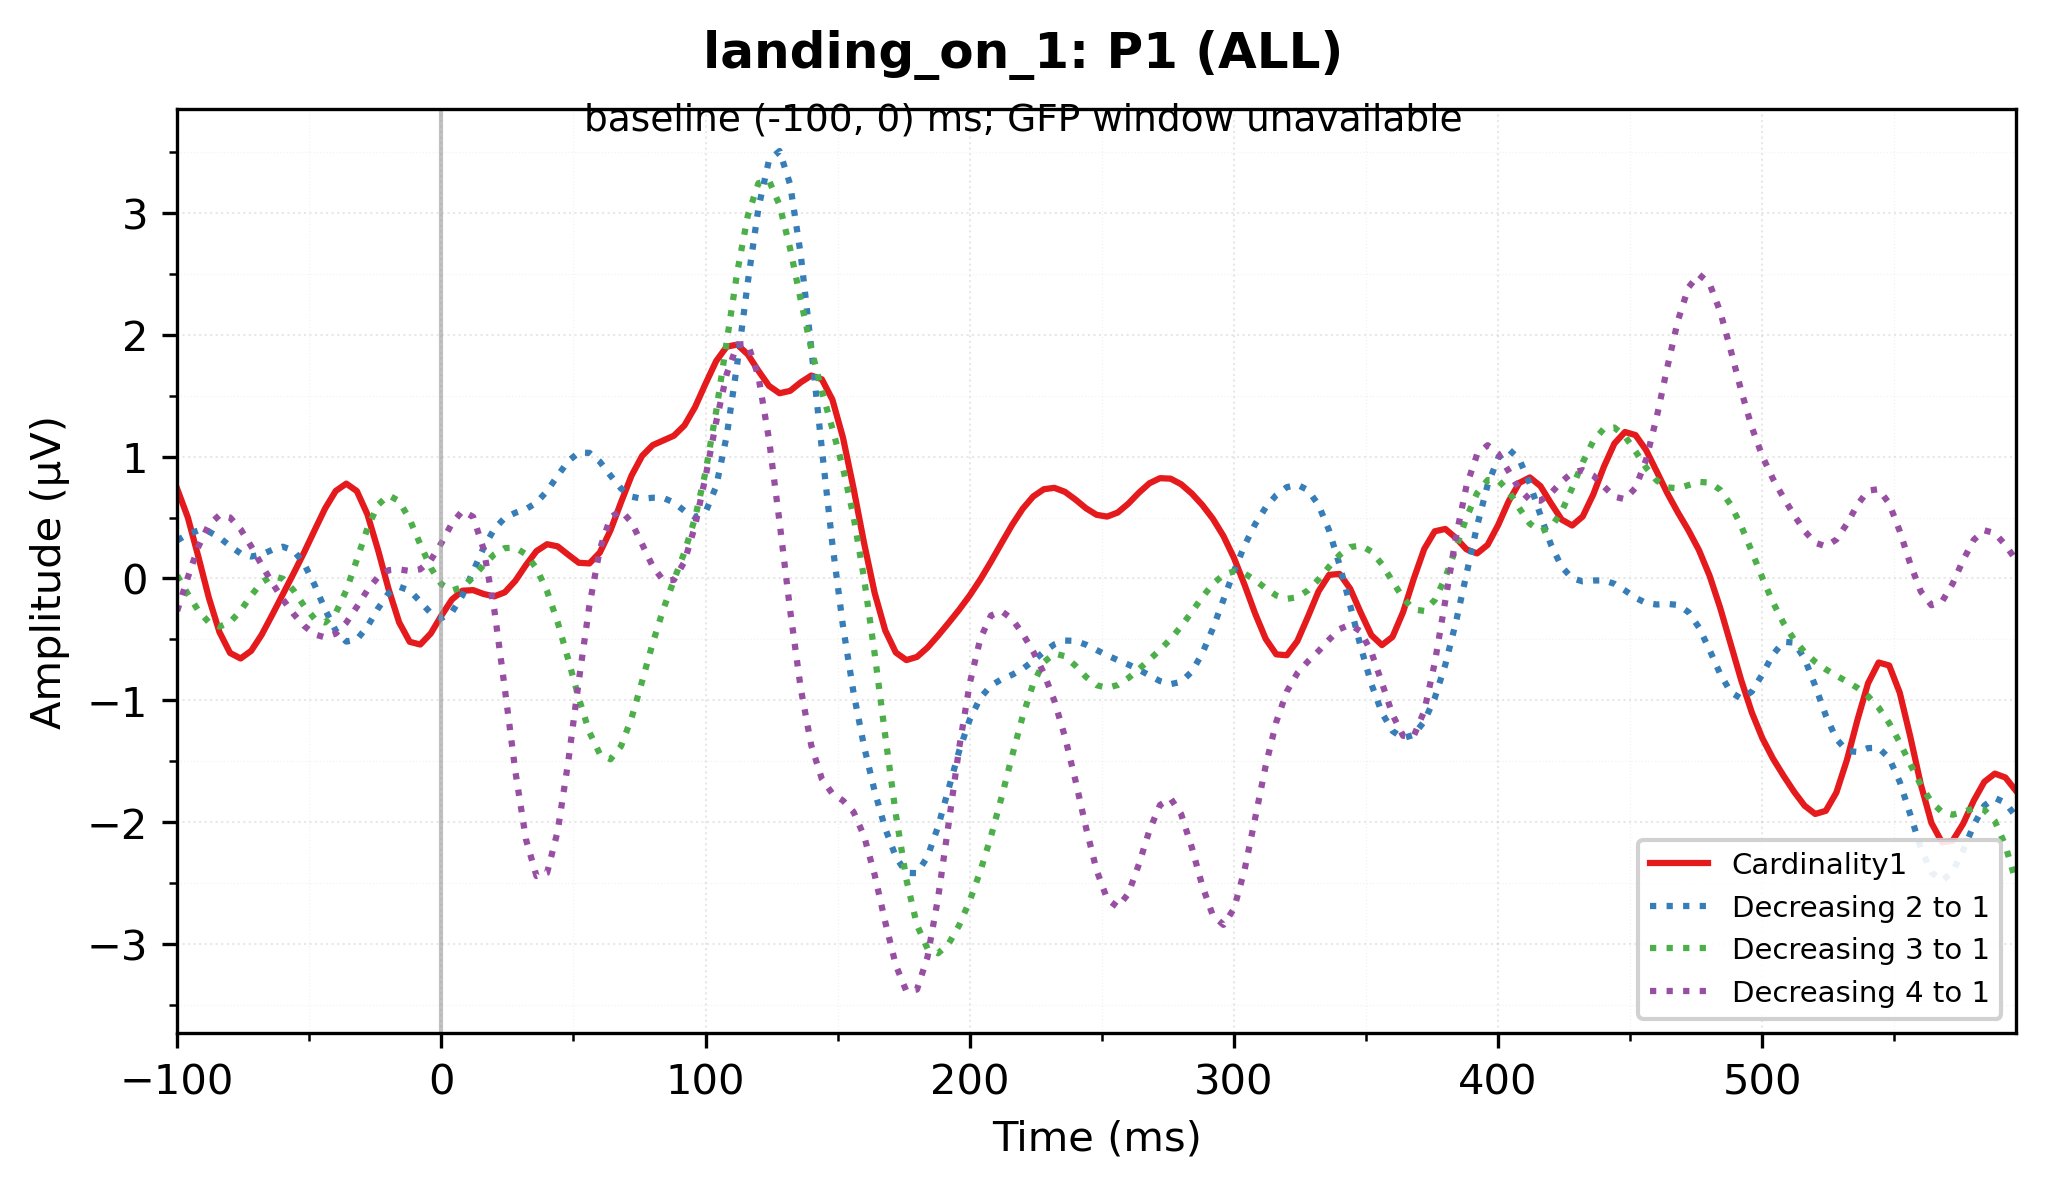 landing_on_1: P1 (ALL)
baseline (-100, 0) ms; GFP window unavailable
Amplitude (µV)
3
2
1
0
−1
−2
−3
−100 0 100 200 300 400 500
Time (ms)
Cardinality1
Decreasing 2 to 1
Decreasing 3 to 1
Decreasing 4 to 1